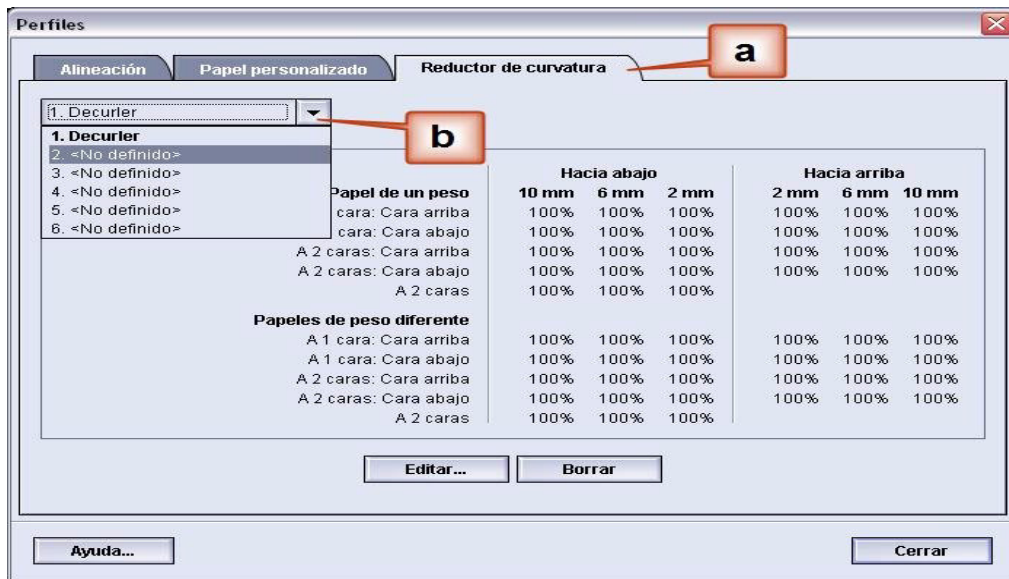 Perfiles
Alineación Papel personalizado Reductor de curvatura
a
1. Decurler
b
1. Decurler
2. <No definido>
3. <No definido>
4. <No definido>
5. <No definido>
6. <No definido>
Hacia abajo Hacia arriba
Papel de un peso 10 mm 6 mm 2 mm 2 mm 6 mm 10 mm
cara: Cara arriba 100% 100% 100% 100% 100% 100%
cara: Cara abajo 100% 100% 100% 100% 100% 100%
A 2 caras: Cara arriba 100% 100% 100% 100% 100% 100%
A 2 caras: Cara abajo 100% 100% 100% 100% 100% 100%
A 2 caras 100% 100% 100%
Papeles de peso diferente
A 1 cara: Cara arriba 100% 100% 100% 100% 100% 100%
A 1 cara: Cara abajo 100% 100% 100% 100% 100% 100%
A 2 caras: Cara arriba 100% 100% 100% 100% 100% 100%
A 2 caras: Cara abajo 100% 100% 100% 100% 100% 100%
A 2 caras 100% 100% 100%
Editar... Borrar
Ayuda... Cerrar